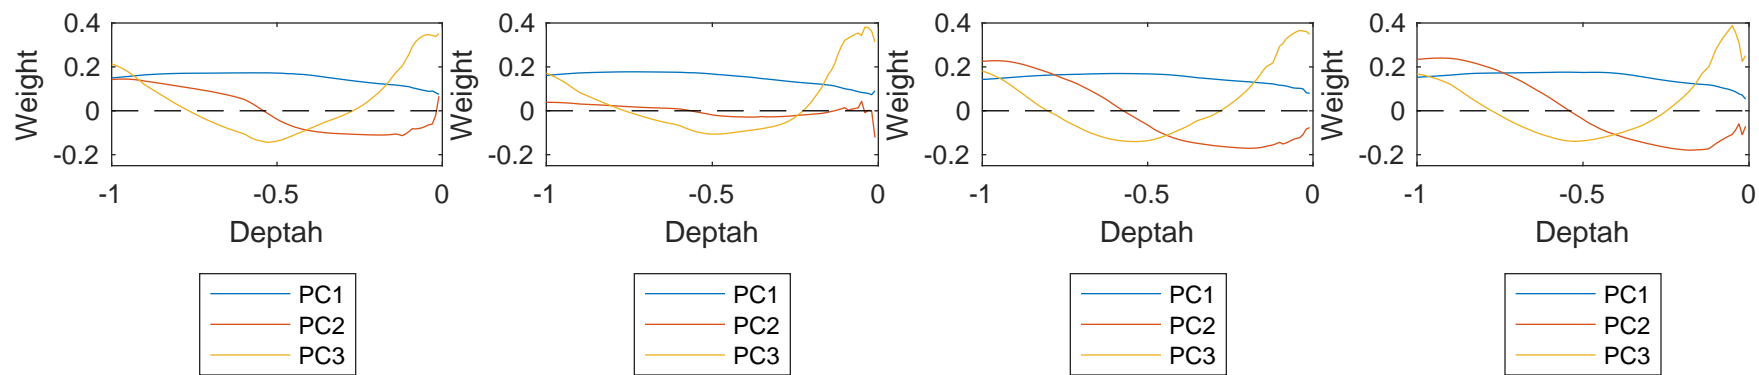 0.4 0.4 0.4 0.4
0.2 0.2 0.2 0.2
0 0 0 0
-0.2 -0.2 -0.2 -0.2
Weight Weight Weight Weight
-1 -0.5 0 -1 -0.5 0 -1 -0.5 0 -1 -0.5 0
Deptah Deptah Deptah Deptah
PC1 PC1 PC1 PC1
PC2 PC2 PC2 PC2
PC3 PC3 PC3 PC3